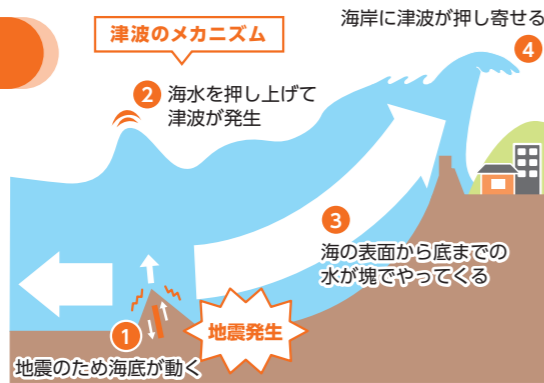 津波のメカニズム
1
地震のため海底が動く
地震発生
2
海水を押し上げて
津波が発生
3
海の表面から底までの
水が塊でやってくる
海岸に津波が押し寄せる
4